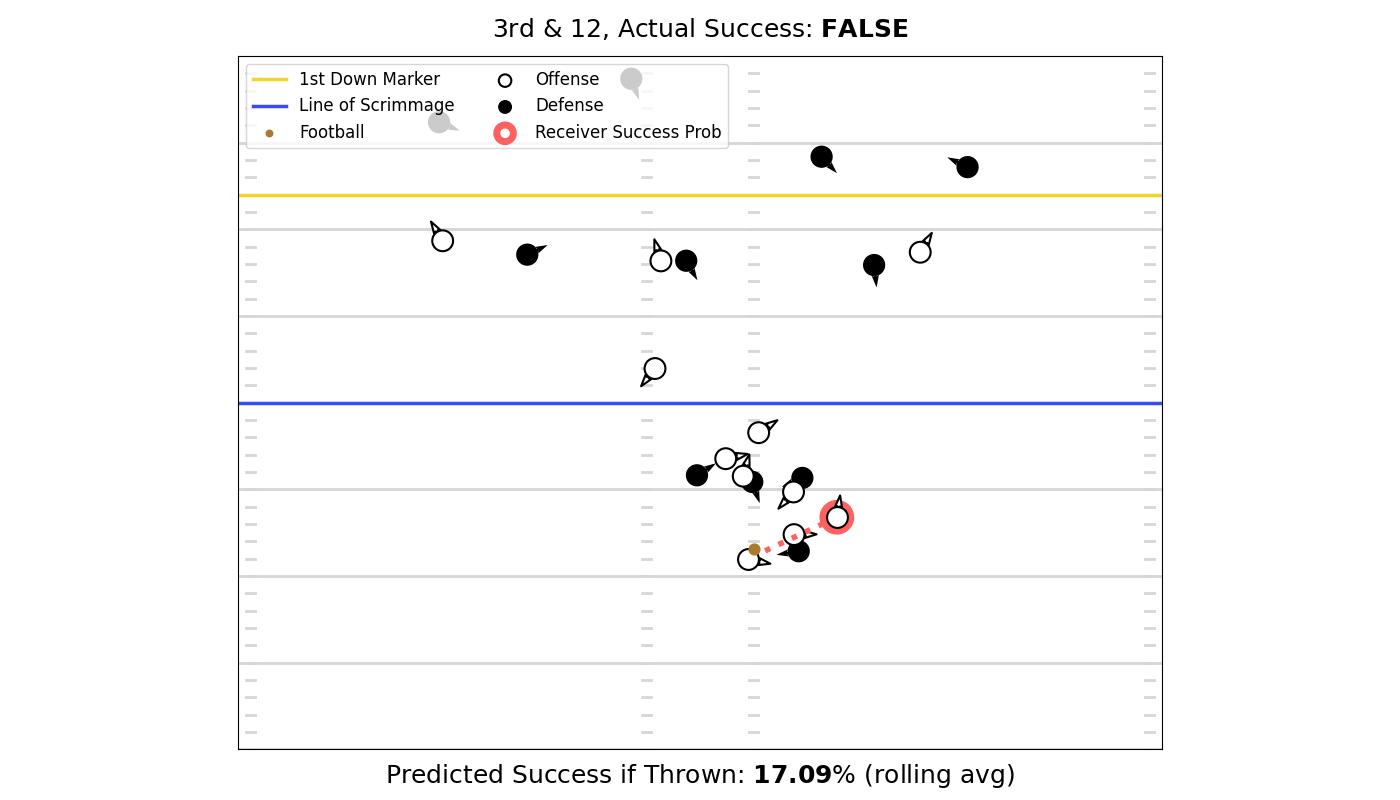 3rd & 12, Actual Success: FALSE
1st Down Marker
Line of Scrimmage
Football
Offense
Defense
Receiver Success Prob
Predicted Success if Thrown: 17.09% (rolling avg)